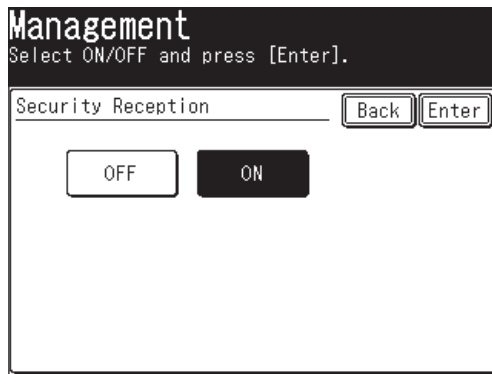 Management
Select ON/OFF and press [Enter].
Security Reception
Back Enter
OFF ON